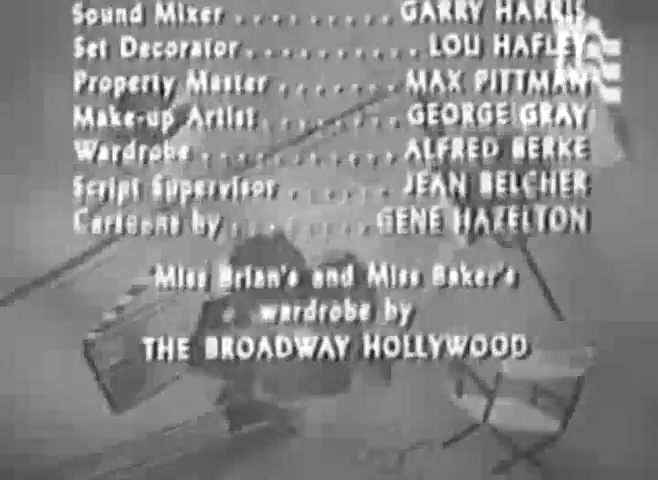 Sound Mixer ......... GARRY HARRIS
Set Decorator.......... LOU HAFLEY
Property Master ....... MAX PITTMAN
Make-up Artist......... GEORGE GRAY
Wardrobe............ ALFRED BERKE
Script Supervisor ...... JEAN BELCHER
Cartoons by ......... GENE HAZELTON
Miss Brian's and Miss Baker's
wardrobe by
THE BROADWAY HOLLYWOOD